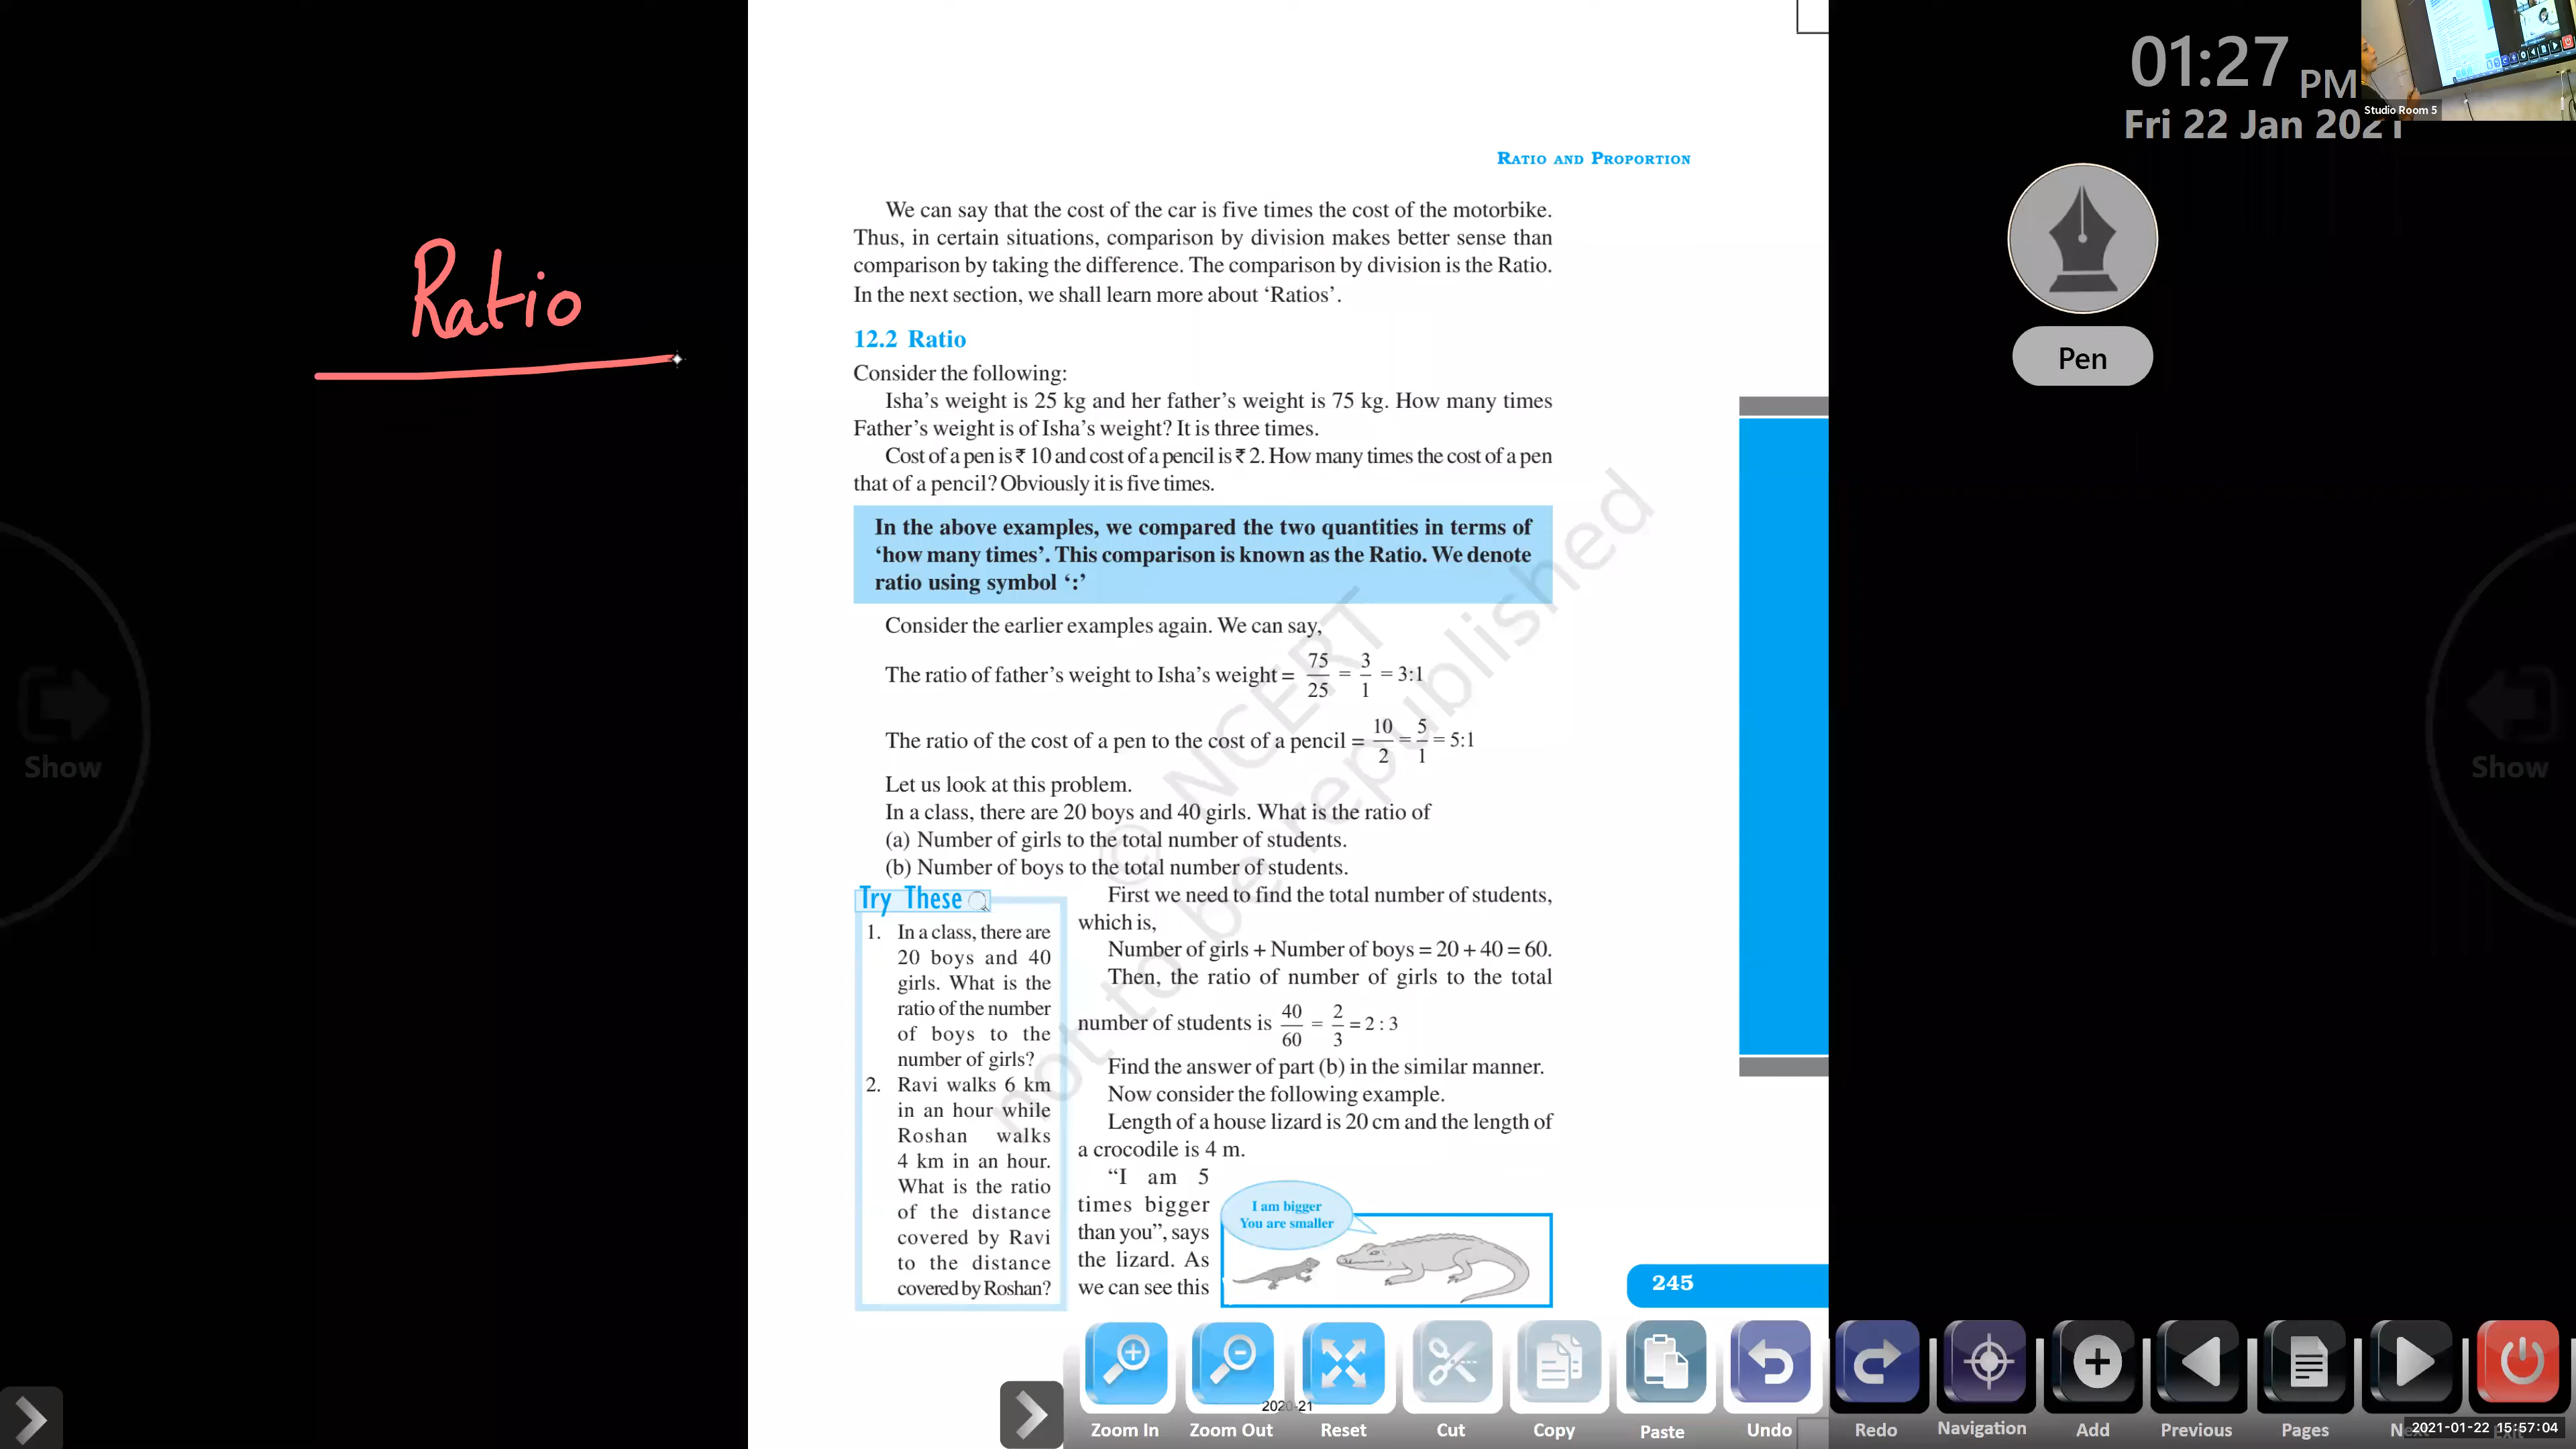 01:27 PM
Fri 22 Jan 2021
Studio Room 5
Pen
Ratio
RATIO AND PROPORTION
We can say that the cost of the car is five times the cost of the motorbike.
Thus, in certain situations, comparison by division makes better sense than
comparison by taking the difference. The comparison by division is the Ratio.
In the next section, we shall learn more about ‘Ratios’.
12.2 Ratio
Consider the following:
Isha’s weight is 25 kg and her father’s weight is 75 kg. How many times
Father’s weight is of Isha’s weight? It is three times.
Cost of a pen is ₹ 10 and cost of a pencil is ₹ 2. How many times the cost of a pen
that of a pencil? Obviously it is five times.
In the above examples, we compared the two quantities in terms of
‘how many times’. This comparison is known as the Ratio. We denote
ratio using symbol ‘:’
Consider the earlier examples again. We can say,
The ratio of father’s weight to Isha’s weight = 75/25 = 3/1 = 3:1
The ratio of the cost of a pen to the cost of a pencil = 10/2 = 5/1 = 5:1
Let us look at this problem.
In a class, there are 20 boys and 40 girls. What is the ratio of
(a) Number of girls to the total number of students.
(b) Number of boys to the total number of students.
First we need to find the total number of students,
which is,
Number of girls + Number of boys = 20 + 40 = 60.
Then, the ratio of number of girls to the total
number of students is 40/60 = 2/3 = 2 : 3
Find the answer of part (b) in the similar manner.
Now consider the following example.
Length of a house lizard is 20 cm and the length of
a crocodile is 4 m.
“I am 5
times bigger
than you”, says
the lizard. As
we can see this
I am bigger
You are smaller
Try These
1. In a class, there are
20 boys and 40
girls. What is the
ratio of the number
of boys to the
number of girls?
2. Ravi walks 6 km
in an hour while
Roshan walks
4 km in an hour.
What is the ratio
of the distance
covered by Ravi
to the distance
covered by Roshan?
© NCERT
not to be republished
245
2020-21
Show
Show
Zoom In
Zoom Out
Reset
Cut
Copy
Paste
Undo
Redo
Navigation
Add
Previous
Pages
2021-01-22 15:57:04